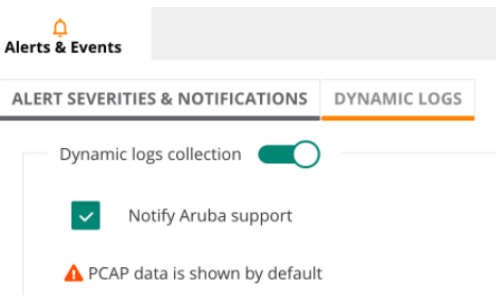 Alerts & Events
ALERT SEVERITIES & NOTIFICATIONS DYNAMIC LOGS
Dynamic logs collection
Notify Aruba support
PCAP data is shown by default